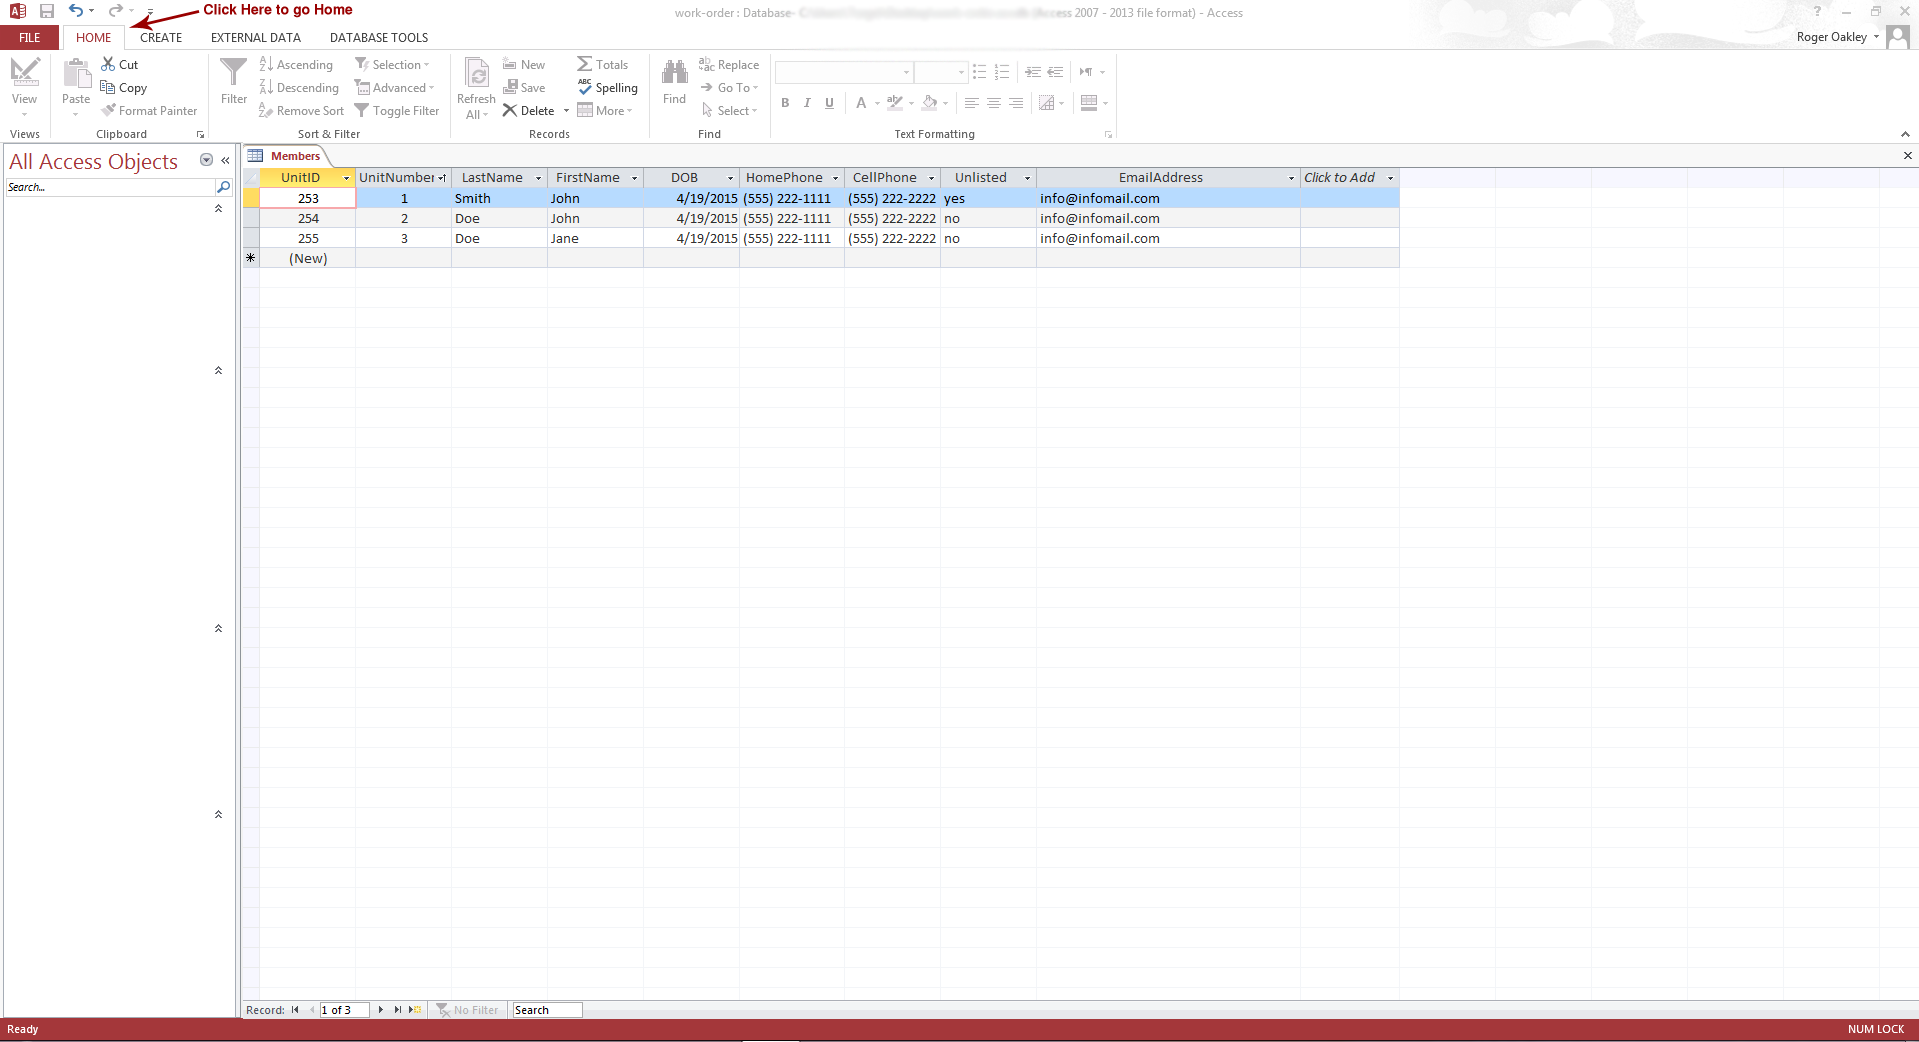 Click Here to go Home
work-order : Database- 2007 - 2013 file format) - Access
FILE HOME CREATE EXTERNAL DATA DATABASE TOOLS Roger Oakley
View
Views
Paste
Cut
Copy
Format Painter
Clipboard
Filter
Ascending
Descending
Remove Sort
Selection
Advanced
Toggle Filter
Sort & Filter
Refresh
All
New
Save
Delete
Totals
Spelling
More
Records
Find
Replace
Go To
Select
Find
B I U A
Text Formatting
All Access Objects
Search...
Members
UnitID UnitNumber LastName FirstName DOB HomePhone CellPhone Unlisted EmailAddress Click to Add
253 1 Smith John 4/19/2015 (555) 222-1111 (555) 222-2222 yes info@infomail.com
254 2 Doe John 4/19/2015 (555) 222-1111 (555) 222-2222 no info@infomail.com
255 3 Doe Jane 4/19/2015 (555) 222-1111 (555) 222-2222 no info@infomail.com
(New)
Record: 1 of 3 No Filter Search
Ready NUM LOCK